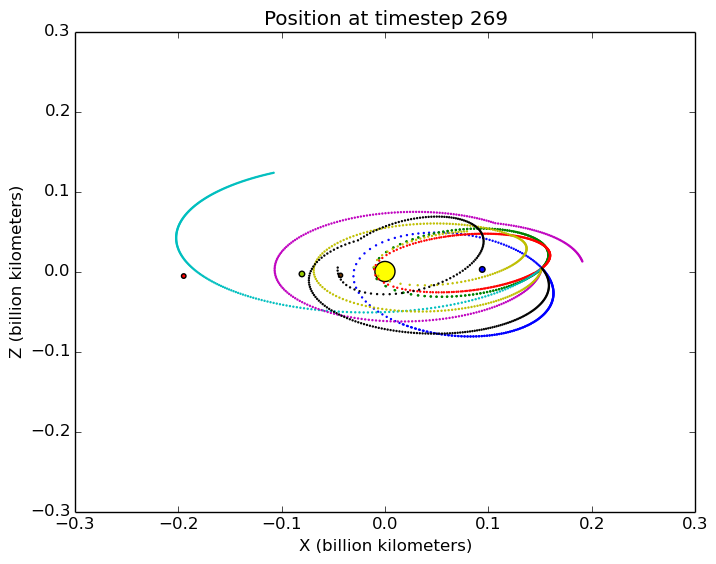 Position at timestep 269
0.3
0.2
0.1
0.0
−0.1
−0.2
−0.3
Z (billion kilometers)
−0.3 −0.2 −0.1 0.0 0.1 0.2 0.3
X (billion kilometers)